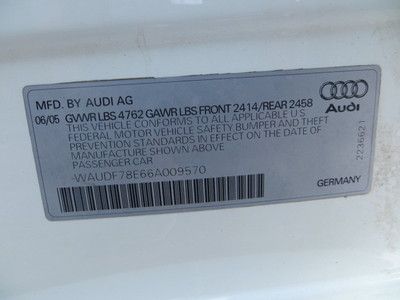 MFD. BY AUDI AG
06/05 GVWR LBS 4762 GAWR LBS FRONT 2414/REAR 2458
THIS VEHICLE CONFORMS TO ALL APPLICABLE U.S
FEDERAL MOTOR VEHICLE SAFETY BUMPER AND THEFT
PREVENTION STANDARDS IN EFFECT ON THE
DATE OF MANUFACTURE SHOWN ABOVE
PASSENGER CAR
WAUDF78E66A009570
Audi
2236621
GERMANY